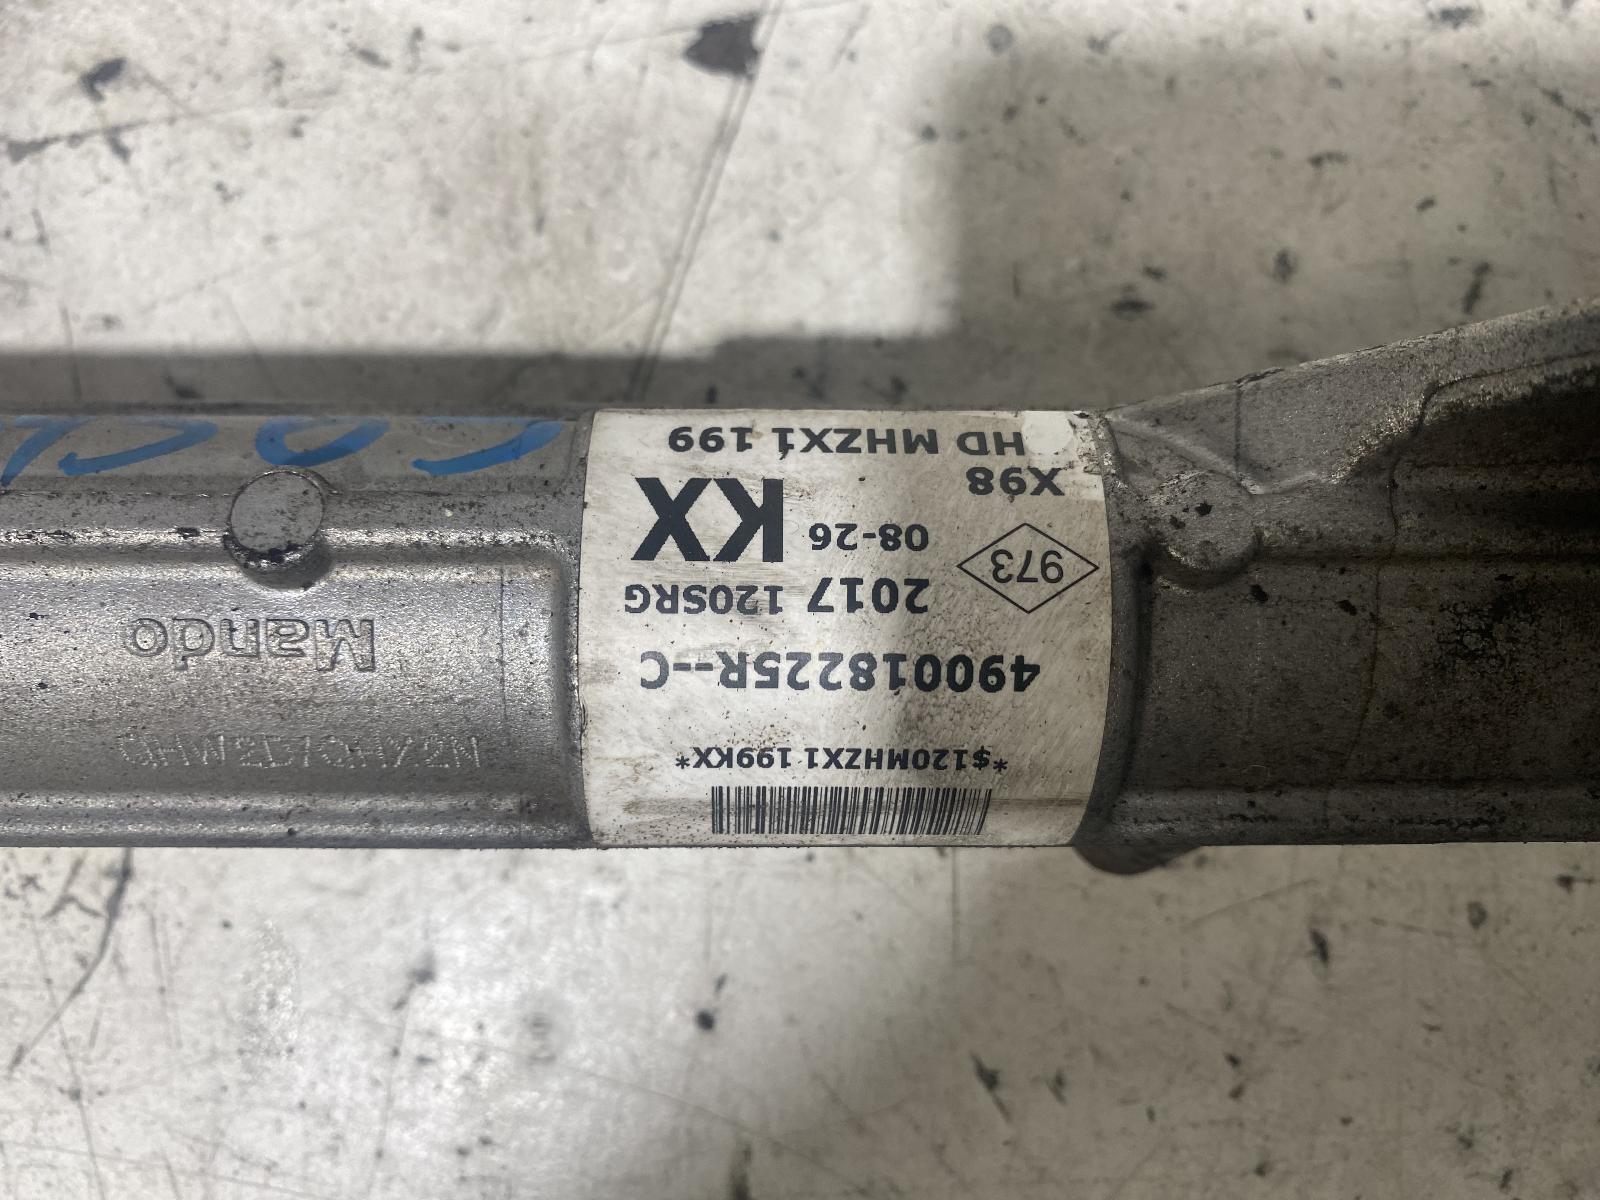 *$120MHZX1 199KX*
490018225R--C
2017 120SRG
973
08-26 KX
X98
HD MHZX1 199
Mando